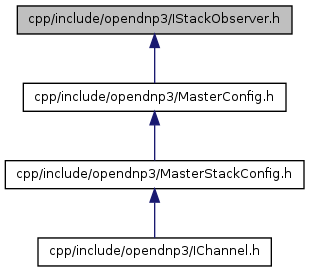 cpp/include/opendnp3/IStackObserver.h
cpp/include/opendnp3/MasterConfig.h
cpp/include/opendnp3/MasterStackConfig.h
cpp/include/opendnp3/IChannel.h